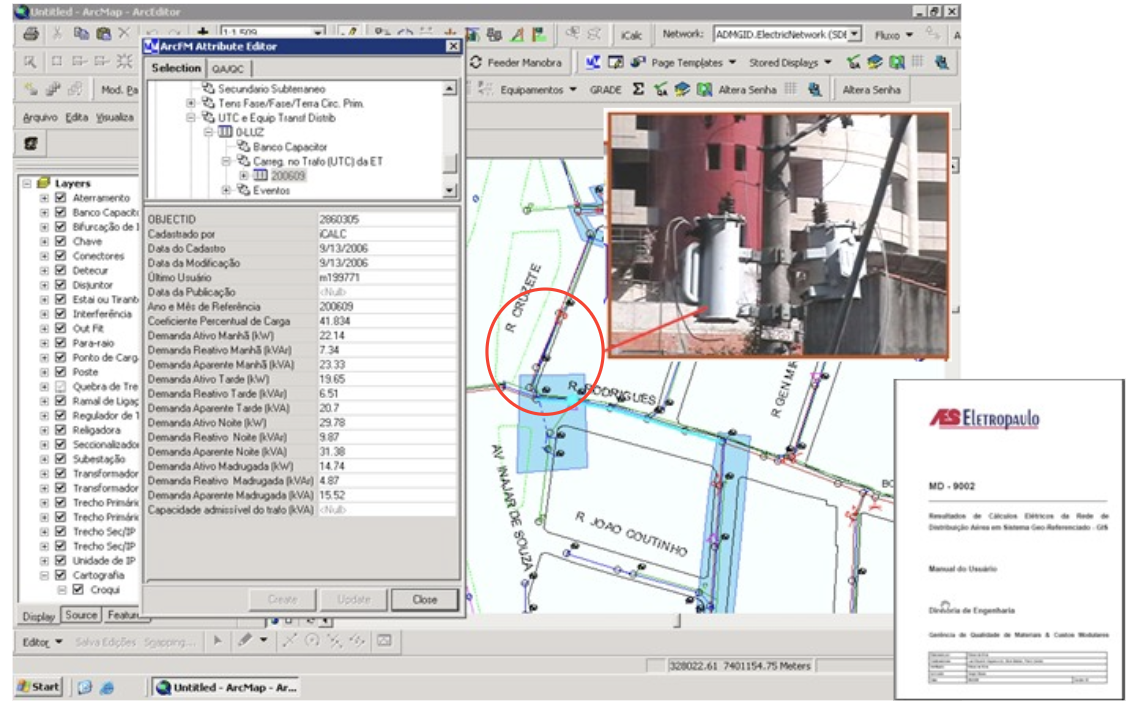 Untitled - ArcMap - ArcEditor
1:1,509
iCalc
Network:
ADMGID.ElectricNetwork (SDE
Fluxo
ArcFM Attribute Editor
Selection
QA/QC
Feeder Manobra
Page Templates
Stored Displays
Mod.
Equipamentos
GRADE
Altera Senha
Altera Senha
Arquivo Edita Visualiza
Secundario Subterraneo
Tens Fase/Fase/Terra Circ. Prim.
UTC e Equip Transf Distrib
0-LUZ
Banco Capacitor
Carreg. no Trafo (UTC) da ET
200609
Eventos
OBJECTID 2860305
Cadastrado por iCALC
Data do Cadastro 9/13/2006
Data da Modificação 9/13/2006
Último Usuário m199771
Data da Publicação <Null>
Ano e Mês de Referência 200609
Coeficiente Percentual de Carga 41.834
Demanda Ativo Manhã (kW) 22.14
Demanda Reativo Manhã (kVAr) 7.34
Demanda Aparente Manhã (kVA) 23.33
Demanda Ativo Tarde (kW) 19.65
Demanda Reativo Tarde (kVAr) 6.51
Demanda Aparente Tarde (kVA) 20.7
Demanda Ativo Noite (kW) 29.78
Demanda Reativo Noite (kVAr) 9.87
Demanda Aparente Noite (kVA) 31.38
Demanda Ativo Madrugada (kW) 14.74
Demanda Reativo Madrugada (kVAr) 4.87
Demanda Aparente Madrugada (kVA) 15.52
Capacidade admissível do trafo (kVA) <Null>
Create
Update
Close
Layers
Aterramento
Banco Capacito
Bifurcação de
Chave
Conectores
Detecur
Disjuntor
Estai ou Tirante
Interferência
Out Fit
Para-raio
Ponto de Carg
Poste
Quebra de Tre
Ramal de Ligaç
Regulador de
Religadora
Seccionalizado
Subestação
Transformador
Transformador
Trecho Primári
Trecho Primári
Trecho Sec/IP
Trecho Sec/IP
Unidade de IP
Cartografia
Croqui
Display
Source
Featur
Editor
Salva Edições
Snapping...
R CRUZETE
R RODRIGUES
R GEN MIR
AV INAJAR DE SOUZA
R JOAO COUTINHO
BO
328022.61 7401154.75 Meters
Start
Untitled - ArcMap - Ar...
AES ELETROPAULO
MD - 9002
Resultados de Cálculos Elétricos de Rede de
Distribuição Aérea em Sistema Geo-Referenciado - GIS
Manual do Usuário
Diretoria de Engenharia
Gerência de Qualidade de Materiais & Custos Modulares